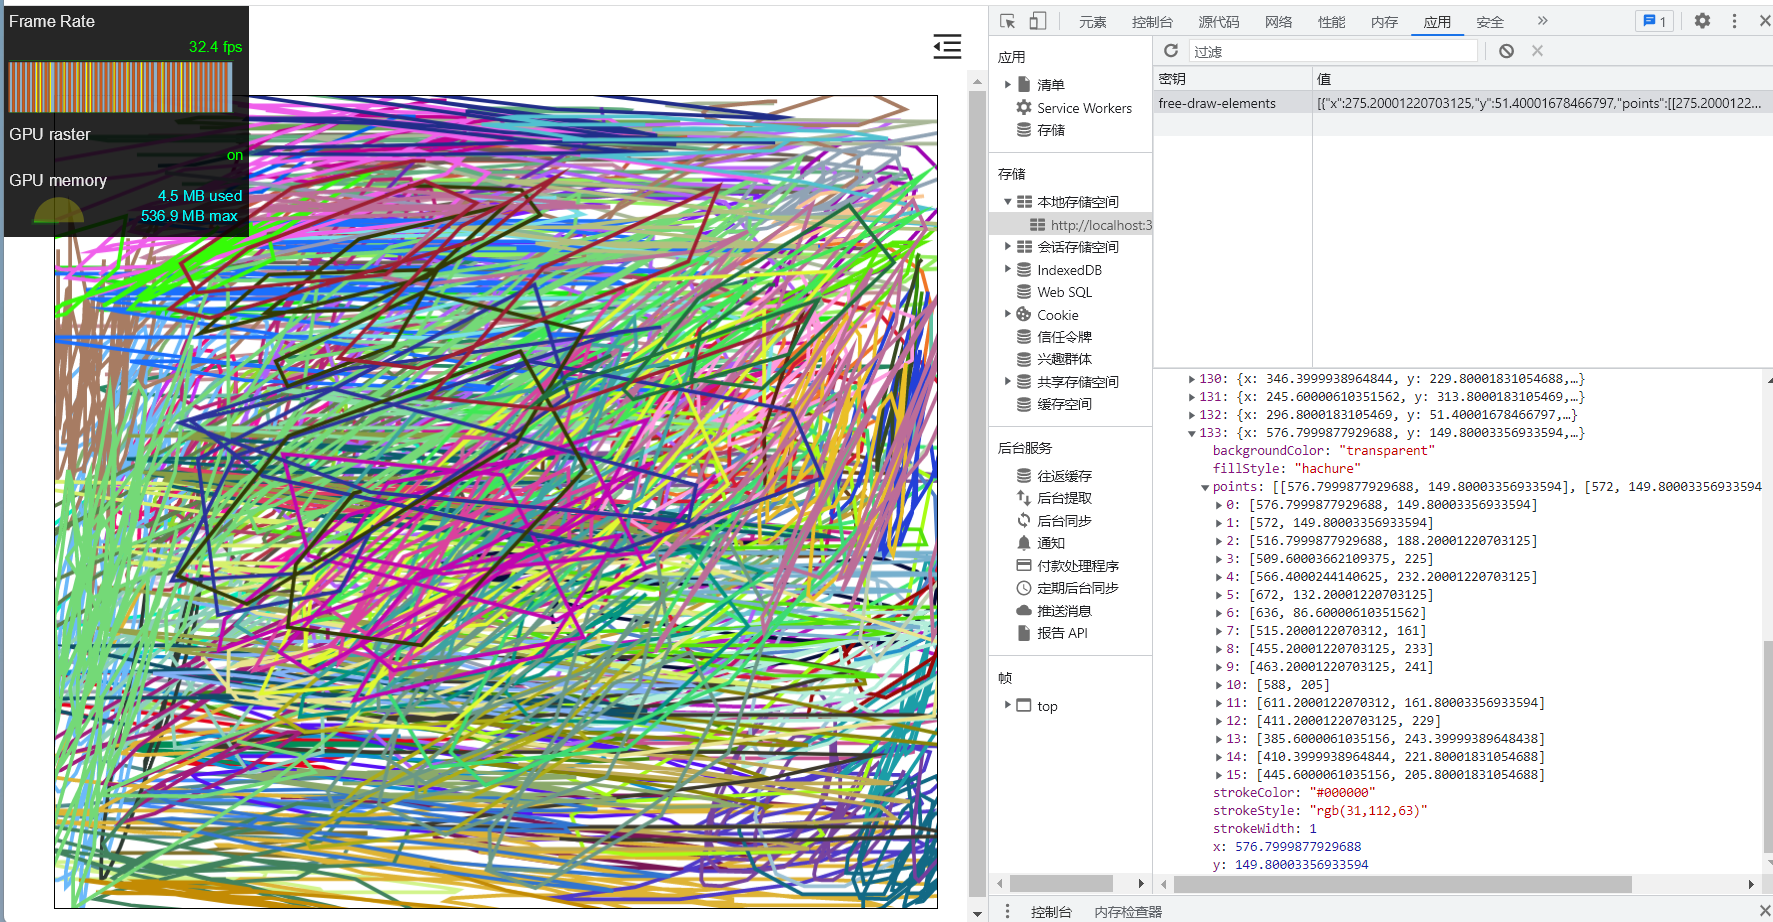 Frame Rate
32.4 fps
GPU raster
on
GPU memory
4.5 MB used
536.9 MB max
元素 控制台 源代码 网络 性能 内存 应用 安全 » 1
应用
清单
Service Workers
存储
存储
本地存储空间
http://localhost:3
会话存储空间
IndexedDB
Web SQL
Cookie
信任令牌
兴趣群体
共享存储空间
缓存空间
后台服务
往返缓存
后台提取
后台同步
通知
付款处理程序
定期后台同步
推送消息
报告 API
帧
top
过滤
密钥 值
free-draw-elements [{"x":275.20001220703125,"y":51.40001678466797,"points":[[275.2000122...
130: {x: 346.3999938964844, y: 229.80001831054688,…}
131: {x: 245.60000610351562, y: 313.8000183105469,…}
132: {x: 296.8000183105469, y: 51.40001678466797,…}
133: {x: 576.7999877929688, y: 149.80003356933594,…}
backgroundColor: "transparent"
fillStyle: "hachure"
points: [[576.7999877929688, 149.80003356933594], [572, 149.80003356933594
0: [576.7999877929688, 149.80003356933594]
1: [572, 149.80003356933594]
2: [516.7999877929688, 188.20001220703125]
3: [509.60003662109375, 225]
4: [566.4000244140625, 232.20001220703125]
5: [672, 132.20001220703125]
6: [636, 86.60000610351562]
7: [515.2000122070312, 161]
8: [455.20001220703125, 233]
9: [463.20001220703125, 241]
10: [588, 205]
11: [611.2000122070312, 161.80003356933594]
12: [411.20001220703125, 229]
13: [385.6000061035156, 243.39999389648438]
14: [410.3999938964844, 221.80001831054688]
15: [445.6000061035156, 205.80001831054688]
strokeColor: "#000000"
strokeStyle: "rgb(31,112,63)"
strokeWidth: 1
x: 576.7999877929688
y: 149.80003356933594
控制台 内存检查器